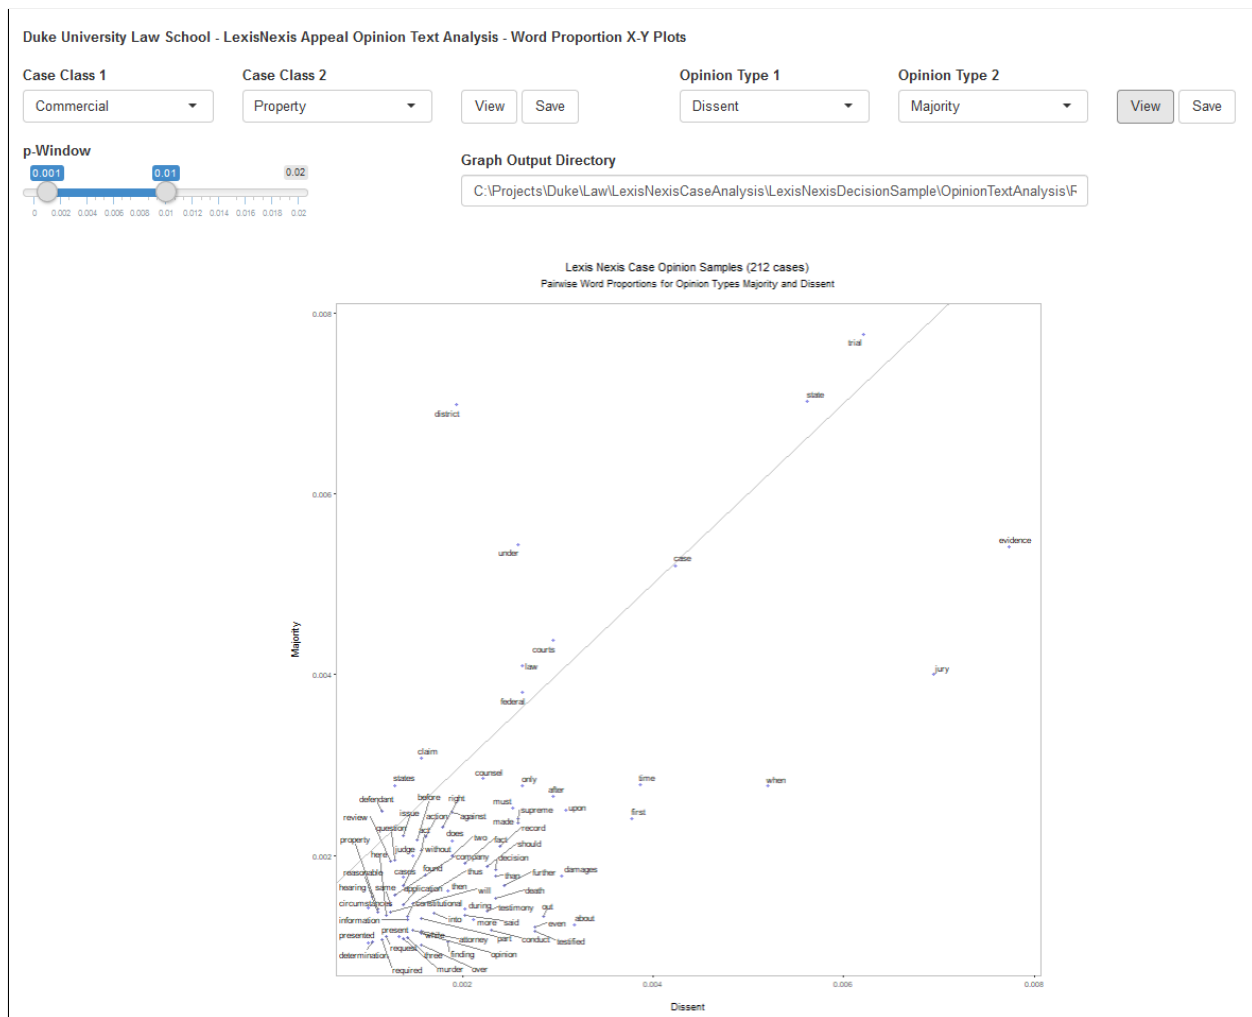 Duke University Law School - LexisNexis Appeal Opinion Text Analysis - Word Proportion X-Y Plots
Case Class 1 Case Class 2 Opinion Type 1 Opinion Type 2
Commercial Property View Save Dissent Majority View Save
p-Window
0.001 0.01 0.02
0 0.002 0.004 0.006 0.008 0.01 0.012 0.014 0.016 0.018 0.02
Graph Output Directory
C:\Projects\Duke\Law\LexisNexisCaseAnalysis\LexisNexisDecisionSample\OpinionTextAnalysis\F
Lexis Nexis Case Opinion Samples (212 cases)
Pairwise Word Proportions for Opinion Types Majority and Dissent
0.008
trial
state
district
0.006
evidence
under
case
courts
Majority
law
jury
0.004
federal
claim
states counsel only time when
defendant before right after
review issue action against must supreme upon first
question act made record
property judge does two fact should
here without company decision
0.002
reasonable cases found thus than further damages
hearing same application then will death
circumstances constitutional during testimony out
information into more said even about
presented present while attorney part conduct testified
determination request three finding opinion
required murder over
0.002 0.004 0.006 0.008
Dissent